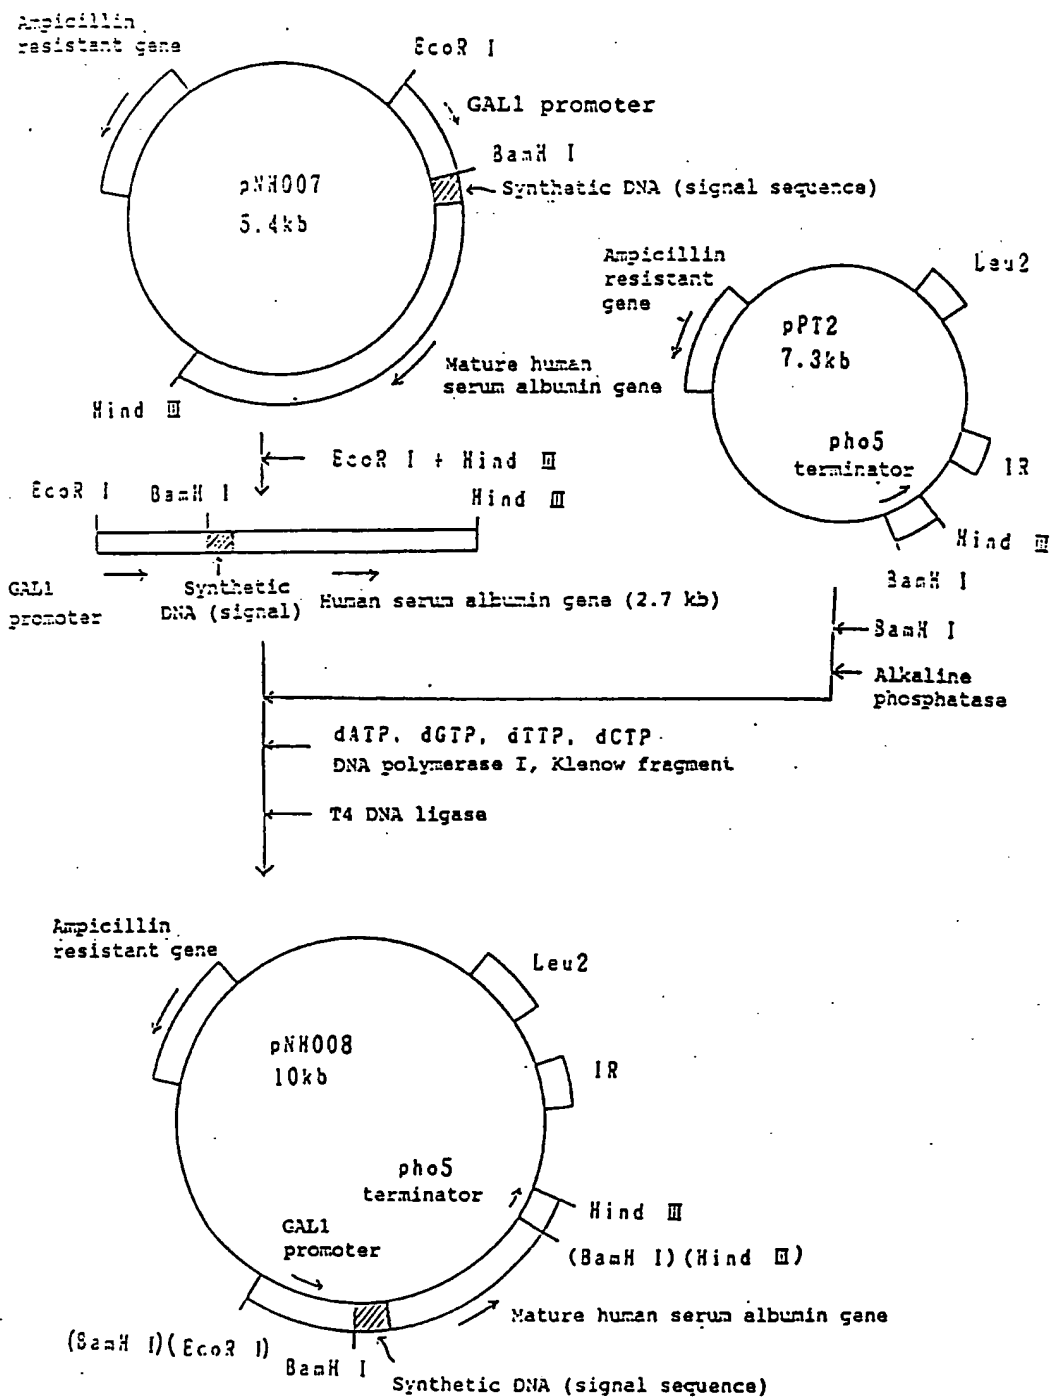 Ampicillin
resistant gene
EcoR I
GAL1 promoter
BamH I
Synthetic DNA (signal sequence)
pNH007
5.4kb
Mature human
serum albumin gene
Hind III
Ampicillin
resistant
gene
Leu2
pPT2
7.3kb
pho5
terminator
IR
Hind III
BamH I
EcoR I + Hind III
EcoR I
BamH I
Hind III
GAL1
promoter
Synthetic
DNA (signal)
Human serum albumin gene (2.7 kb)
BamH I
Alkaline
phosphatase
dATP, dGTP, dTTP, dCTP
DNA polymerase I, Klenow fragment
T4 DNA ligase
Ampicillin
resistant gene
Leu2
pNH008
10kb
IR
pho5
terminator
Hind III
(BamH I)(Hind III)
GAL1
promoter
Mature human serum albumin gene
(BamH I)(EcoR I)
BamH I
Synthetic DNA (signal sequence)